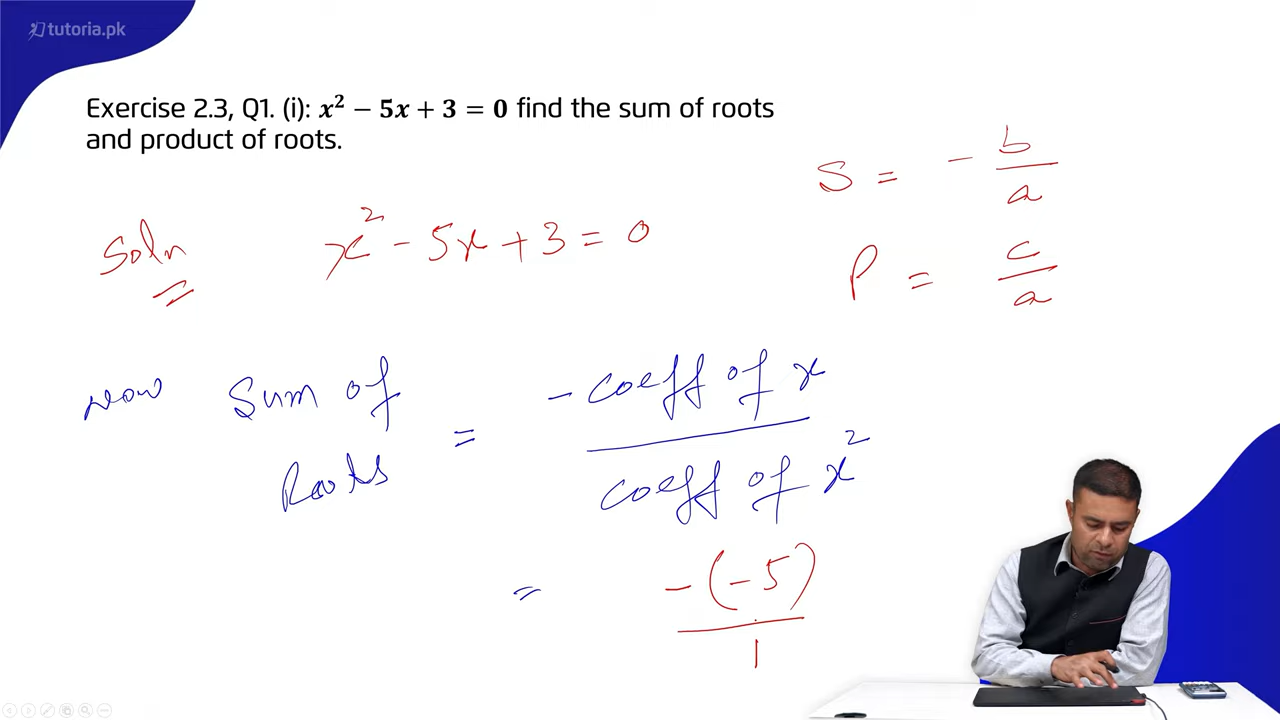 tutoria.pk
Exercise 2.3, Q1. (i): x² − 5x + 3 = 0 find the sum of roots
and product of roots.
S = - b/a
Soln x² - 5x + 3 = 0
P = c/a
Now Sum of Roots = - coeff of x / coeff of x²
= -(-5) / 1